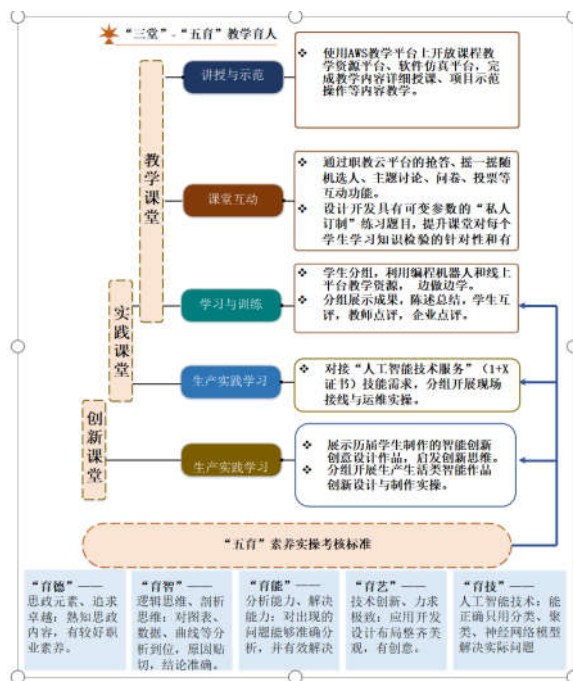 “三堂”-“五育”教学育人
教学课堂
实践课堂
创新课堂
讲授与示范
使用AWS教学平台上开放课程教
学资源平台、软件仿真平台，完
成教学内容详细授课、项目示范
操作等内容教学。
课堂互动
通过职教云平台的抢答、摇一摇随
机选人、主题讨论、问卷、投票等
互动功能。
设计开发具有可变参数的“私人
订制”练习题目，提升课堂对每个
学生学习知识检验的针对性和有
学习与训练
学生分组，利用编程机器人和线上
平台教学资源， 边做边学。
分组展示成果，陈述总结，学生互
评，教师点评，企业点评。
生产实践学习
对接“人工智能技术服务”（1+X
证书）技能需求，分组开展现场
接线与运维实操。
生产实践学习
展示历届学生制作的智能创新
创意设计作品，启发创新思维。
分组开展生产生活类智能作品
创新设计与制作实操。
“五育”素养实操考核标准
“育德”——
思政元素、追求
卓越：熟知思政
内容，有较好职
业素养。
“育智”——
逻辑思维、剖析
思维：对图表、
数据、曲线等分
析到位，原因贴
切，结论准确。
“育能”——
分析能力、解决
能力：对出现的
问题能够准确分
析，并有效解决
“育艺”——
技术创新、力求
极致：应用开发
设计布局整齐美
观，有创意。
“育技”——
人工智能技术：能
正确只用分类、聚
类、神经网络模型
解决实际问题